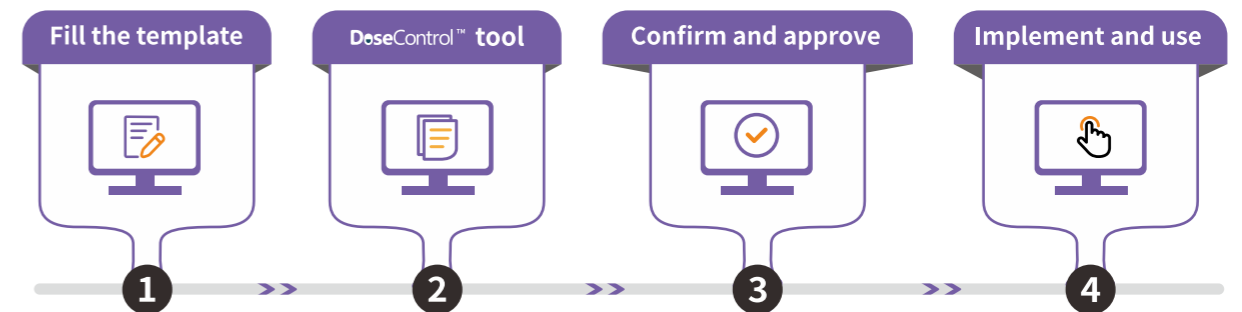 Fill the template
DoseControl™ tool
Confirm and approve
Implement and use
1
2
3
4